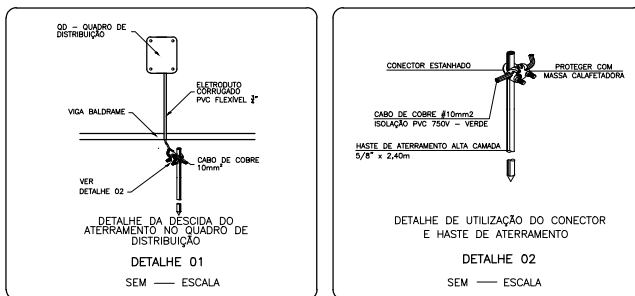 QD – QUADRO DE
DISTRIBUIÇÃO
ELETRODUTO
CORRUGADO
PVC FLEXÍVEL ¾"
VIGA BALDRAME
CABO DE COBRE
10mm²
VER
DETALHE 02
DETALHE DA DESCIDA DO
ATERRAMENTO NO QUADRO DE
DISTRIBUIÇÃO
DETALHE 01
SEM — ESCALA
CONECTOR ESTANHADO
PROTEGER COM
MASSA CALAFETADORA
CABO DE COBRE #10mm2
ISOLAÇÃO PVC 750V – VERDE
HASTE DE ATERRAMENTO ALTA CAMADA
5/8" x 2,40m
DETALHE DE UTILIZAÇÃO DO CONECTOR
E HASTE DE ATERRAMENTO
DETALHE 02
SEM — ESCALA